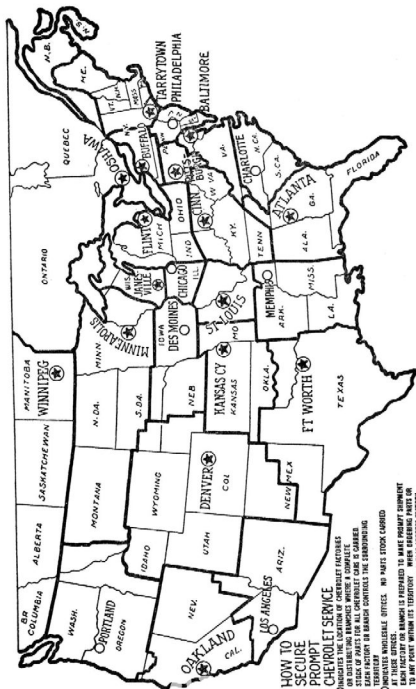 BR. COLUMBIA
ALBERTA
SASKATCHEWAN
MANITOBA
WINNIPEG
ONTARIO
QUEBEC
N.B.
N.S.
WASH.
PORTLAND
OREGON
IDAHO
MONTANA
N.DA.
S.DA.
MINN
MINNEAPOLIS
WIS.
JANES
VILLE
MICH
FLINT
OSHAWA
BUFFALO
N.Y.
VT.
N.H.
ME.
MASS
TARRYTOWN
PHILADELPHIA
BALTIMORE
WYOMING
NEB
IOWA
DES MOINES
CHICAGO
ILL
IND
OHIO
CINN
PITTS
BURGH
W VA
VA.
NEV.
UTAH
DENVER
COL
KANSAS CY
KANSAS
MO
ST LOUIS
KY.
TENN
CHARLOTTE
N.CA.
S.CA.
OAKLAND
CAL.
LOS ANGELES
ARIZ.
NEW MEX
OKLA.
ARK.
MEMPHIS
MISS.
ALA.
ATLANTA
GA.
FT WORTH
TEXAS
LA.
FLORIDA
HOW TO
SECURE
PROMPT
CHEVROLET SERVICE
INDICATES THE LOCATION OF CHEVROLET FACTORIES
OR DISTRIBUTING BRANCHES WHERE A COMPLETE
STOCK OF PARTS FOR ALL CHEVROLET CARS IS CARRIED
EACH FACTORY OR BRANCH CONTROLS THE SURROUNDING
TERRITORY
INDICATES WHOLESALE OFFICES. NO PARTS STOCK CARRIED
AT THESE OFFICES.
EACH FACTORY OR BRANCH IS PREPARED TO MAKE PROMPT SHIPMENT
TO ANY POINT WITHIN ITS TERRITORY WHEN ORDERING PARTS OR